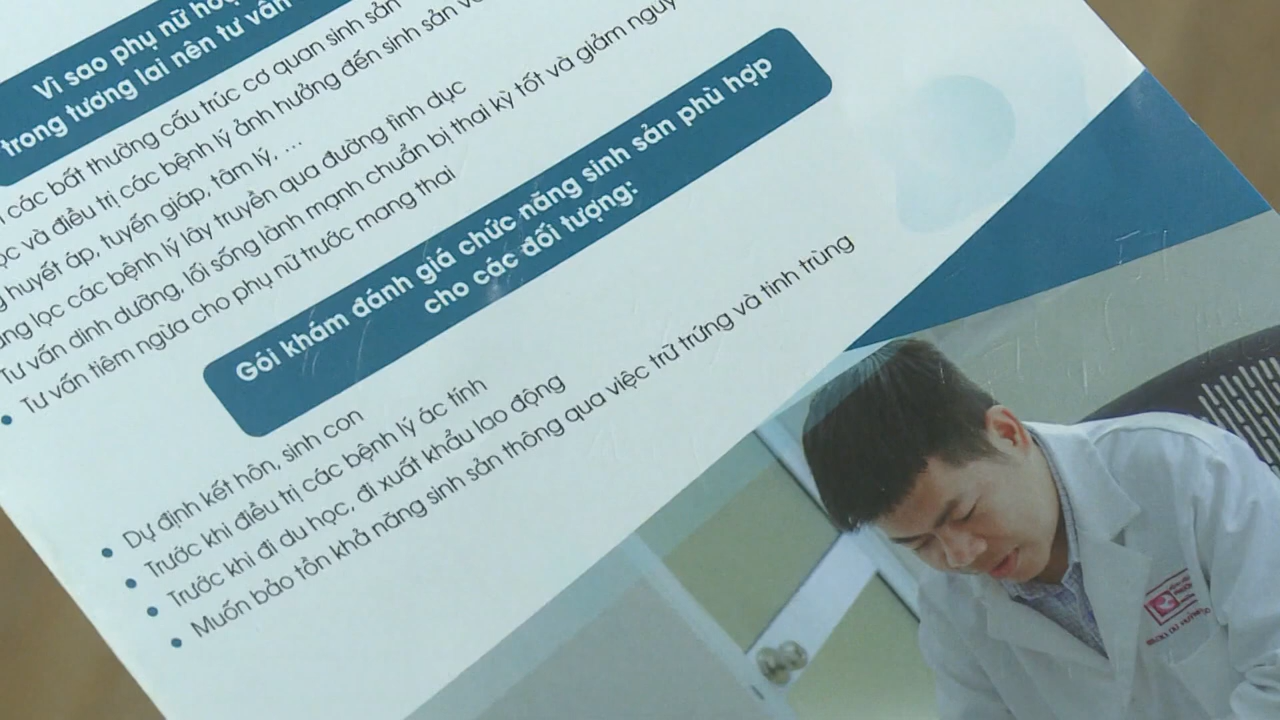 Vì sao phụ nữ
trong tương lai nên tư vấn
các bất thường cấu trúc cơ quan sinh sản
và điều trị các bệnh lý ảnh hưởng đến sinh sản
huyết áp, tuyến giáp, tâm lý, ...
lọc các bệnh lý lây truyền qua đường tình dục
Tư vấn dinh dưỡng, lối sống lành mạnh chuẩn bị thai kỳ tốt và giảm
• Tư vấn tiêm ngừa cho phụ nữ trước mang thai
Gói khám đánh giá chức năng sinh sản phù hợp
cho các đối tượng:
• Dự định kết hôn, sinh con
• Trước khi điều trị các bệnh lý ác tính
• Trước khi đi du học, đi xuất khẩu lao động
• Muốn bảo tồn khả năng sinh sản thông qua việc trữ trứng và tinh trùng